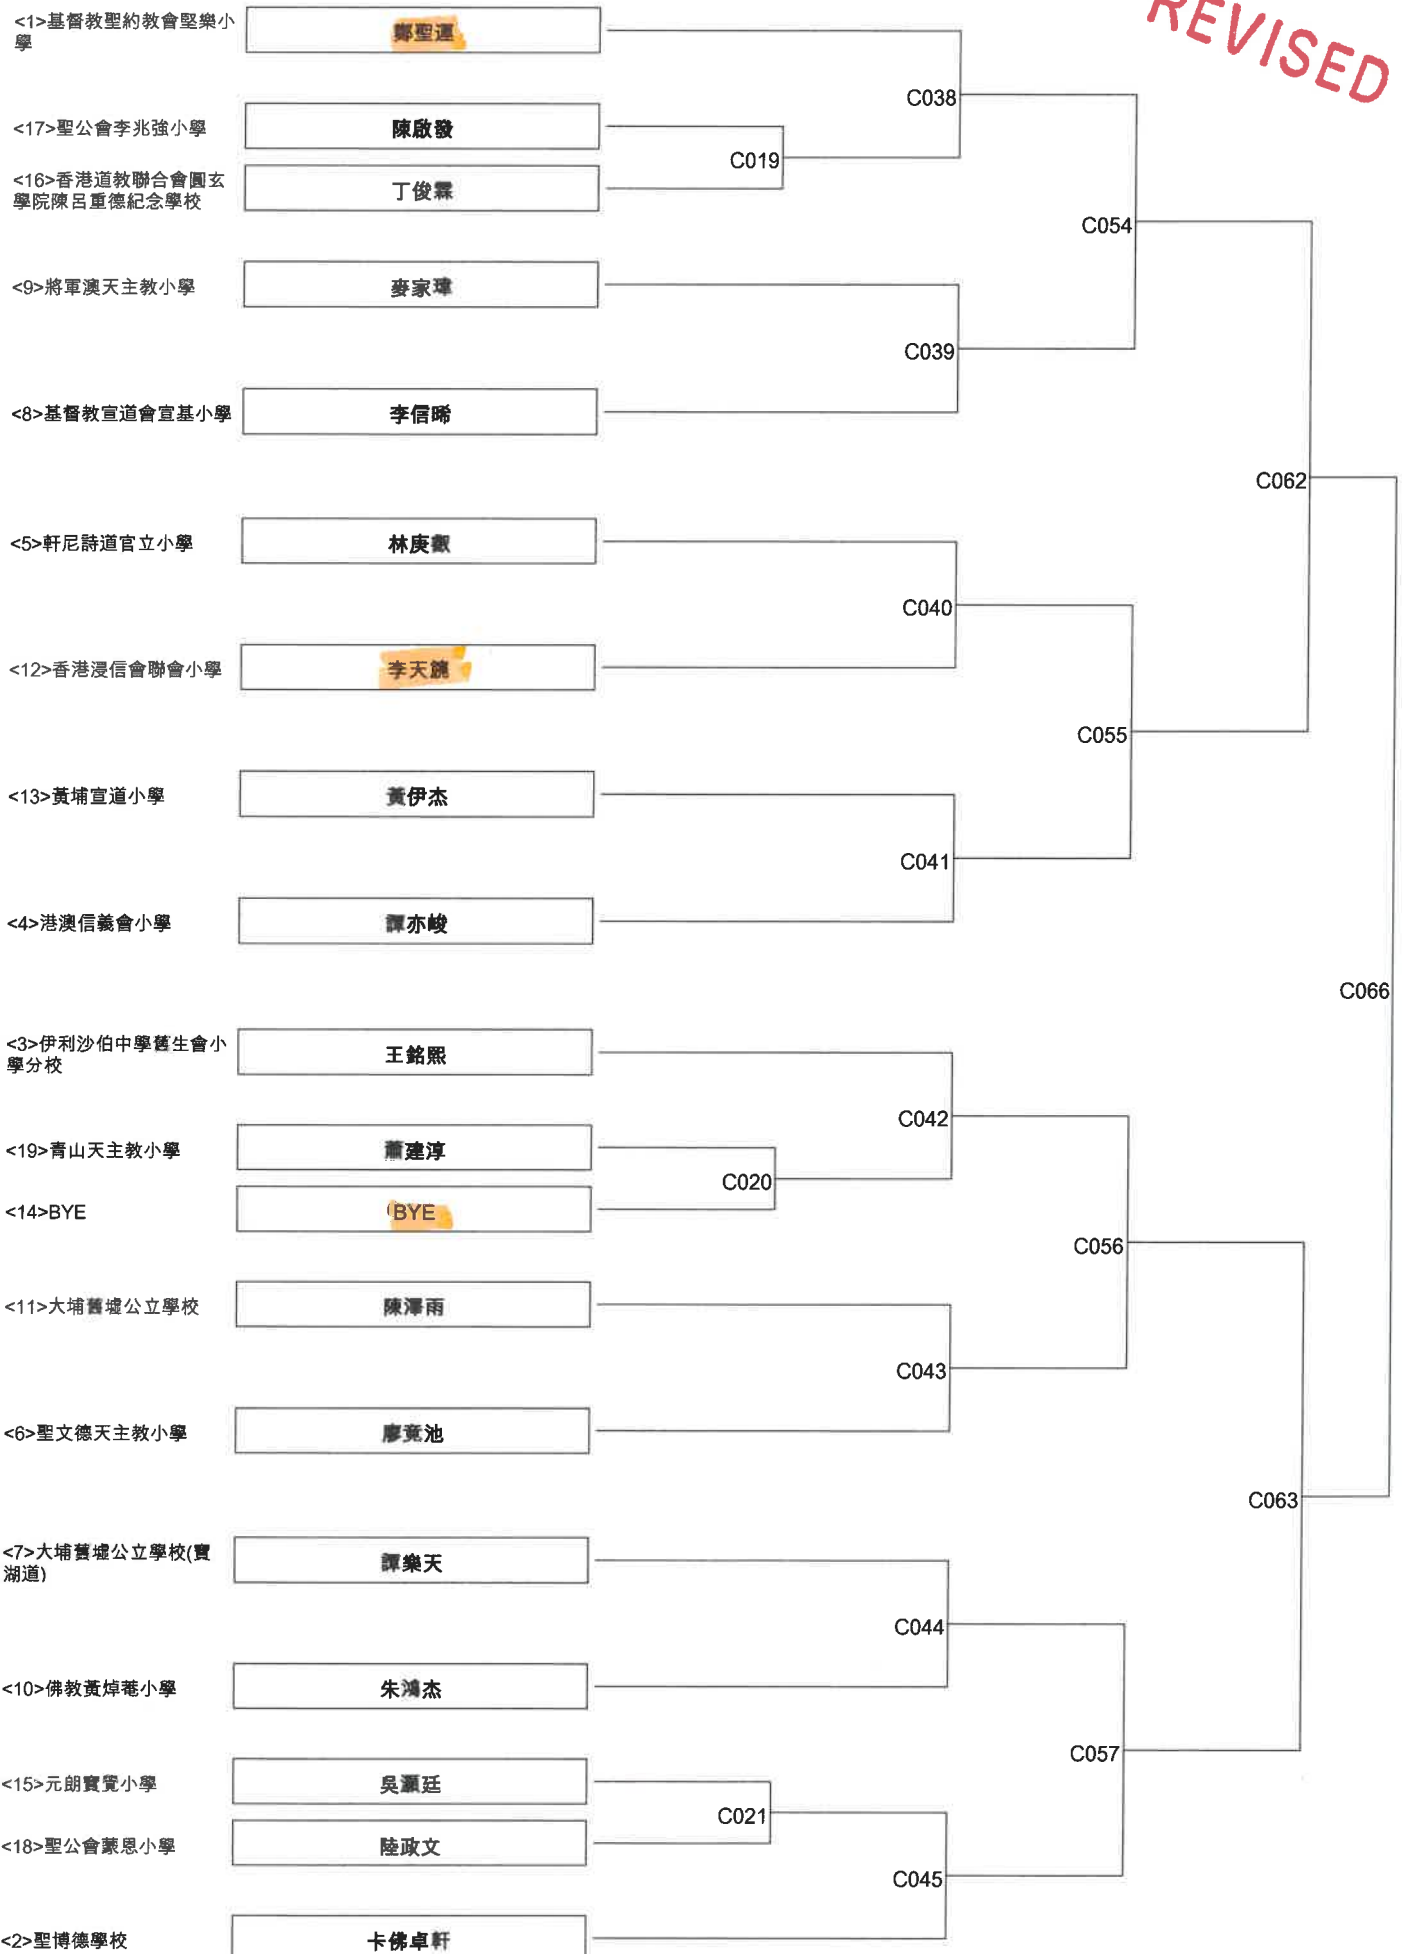 REVISED
<1>基督教聖約教會堅樂小
學
鄭聖運
C038
<17>聖公會李兆強小學
陳啟發
C019
<16>香港道教聯合會圓玄
學院陳呂重德紀念學校
丁俊霖
C054
<9>將軍澳天主教小學
麥家瑋
C039
<8>基督教宣道會宣基小學
李信晞
C062
<5>軒尼詩道官立小學
林庚叡
C040
<12>香港浸信會聯會小學
李天
C055
<13>黃埔宣道小學
黃伊杰
C041
<4>港澳信義會小學
譚亦峻
C066
<3>伊利沙伯中學舊生會小
學分校
王銘熙
C042
<19>青山天主教小學
蕭建淳
C020
<14>BYE
BYE
C056
<11>大埔舊墟公立學校
陳澤雨
C043
<6>聖文德天主教小學
廖竟池
C063
<7>大埔舊墟公立學校(寶
湖道)
譚樂天
C044
<10>佛教黃焯菴小學
朱鴻杰
C057
<15>元朗寶覺小學
吳灝廷
C021
<18>聖公會蒙恩小學
陸政文
C045
<2>聖博德學校
卡佛卓軒